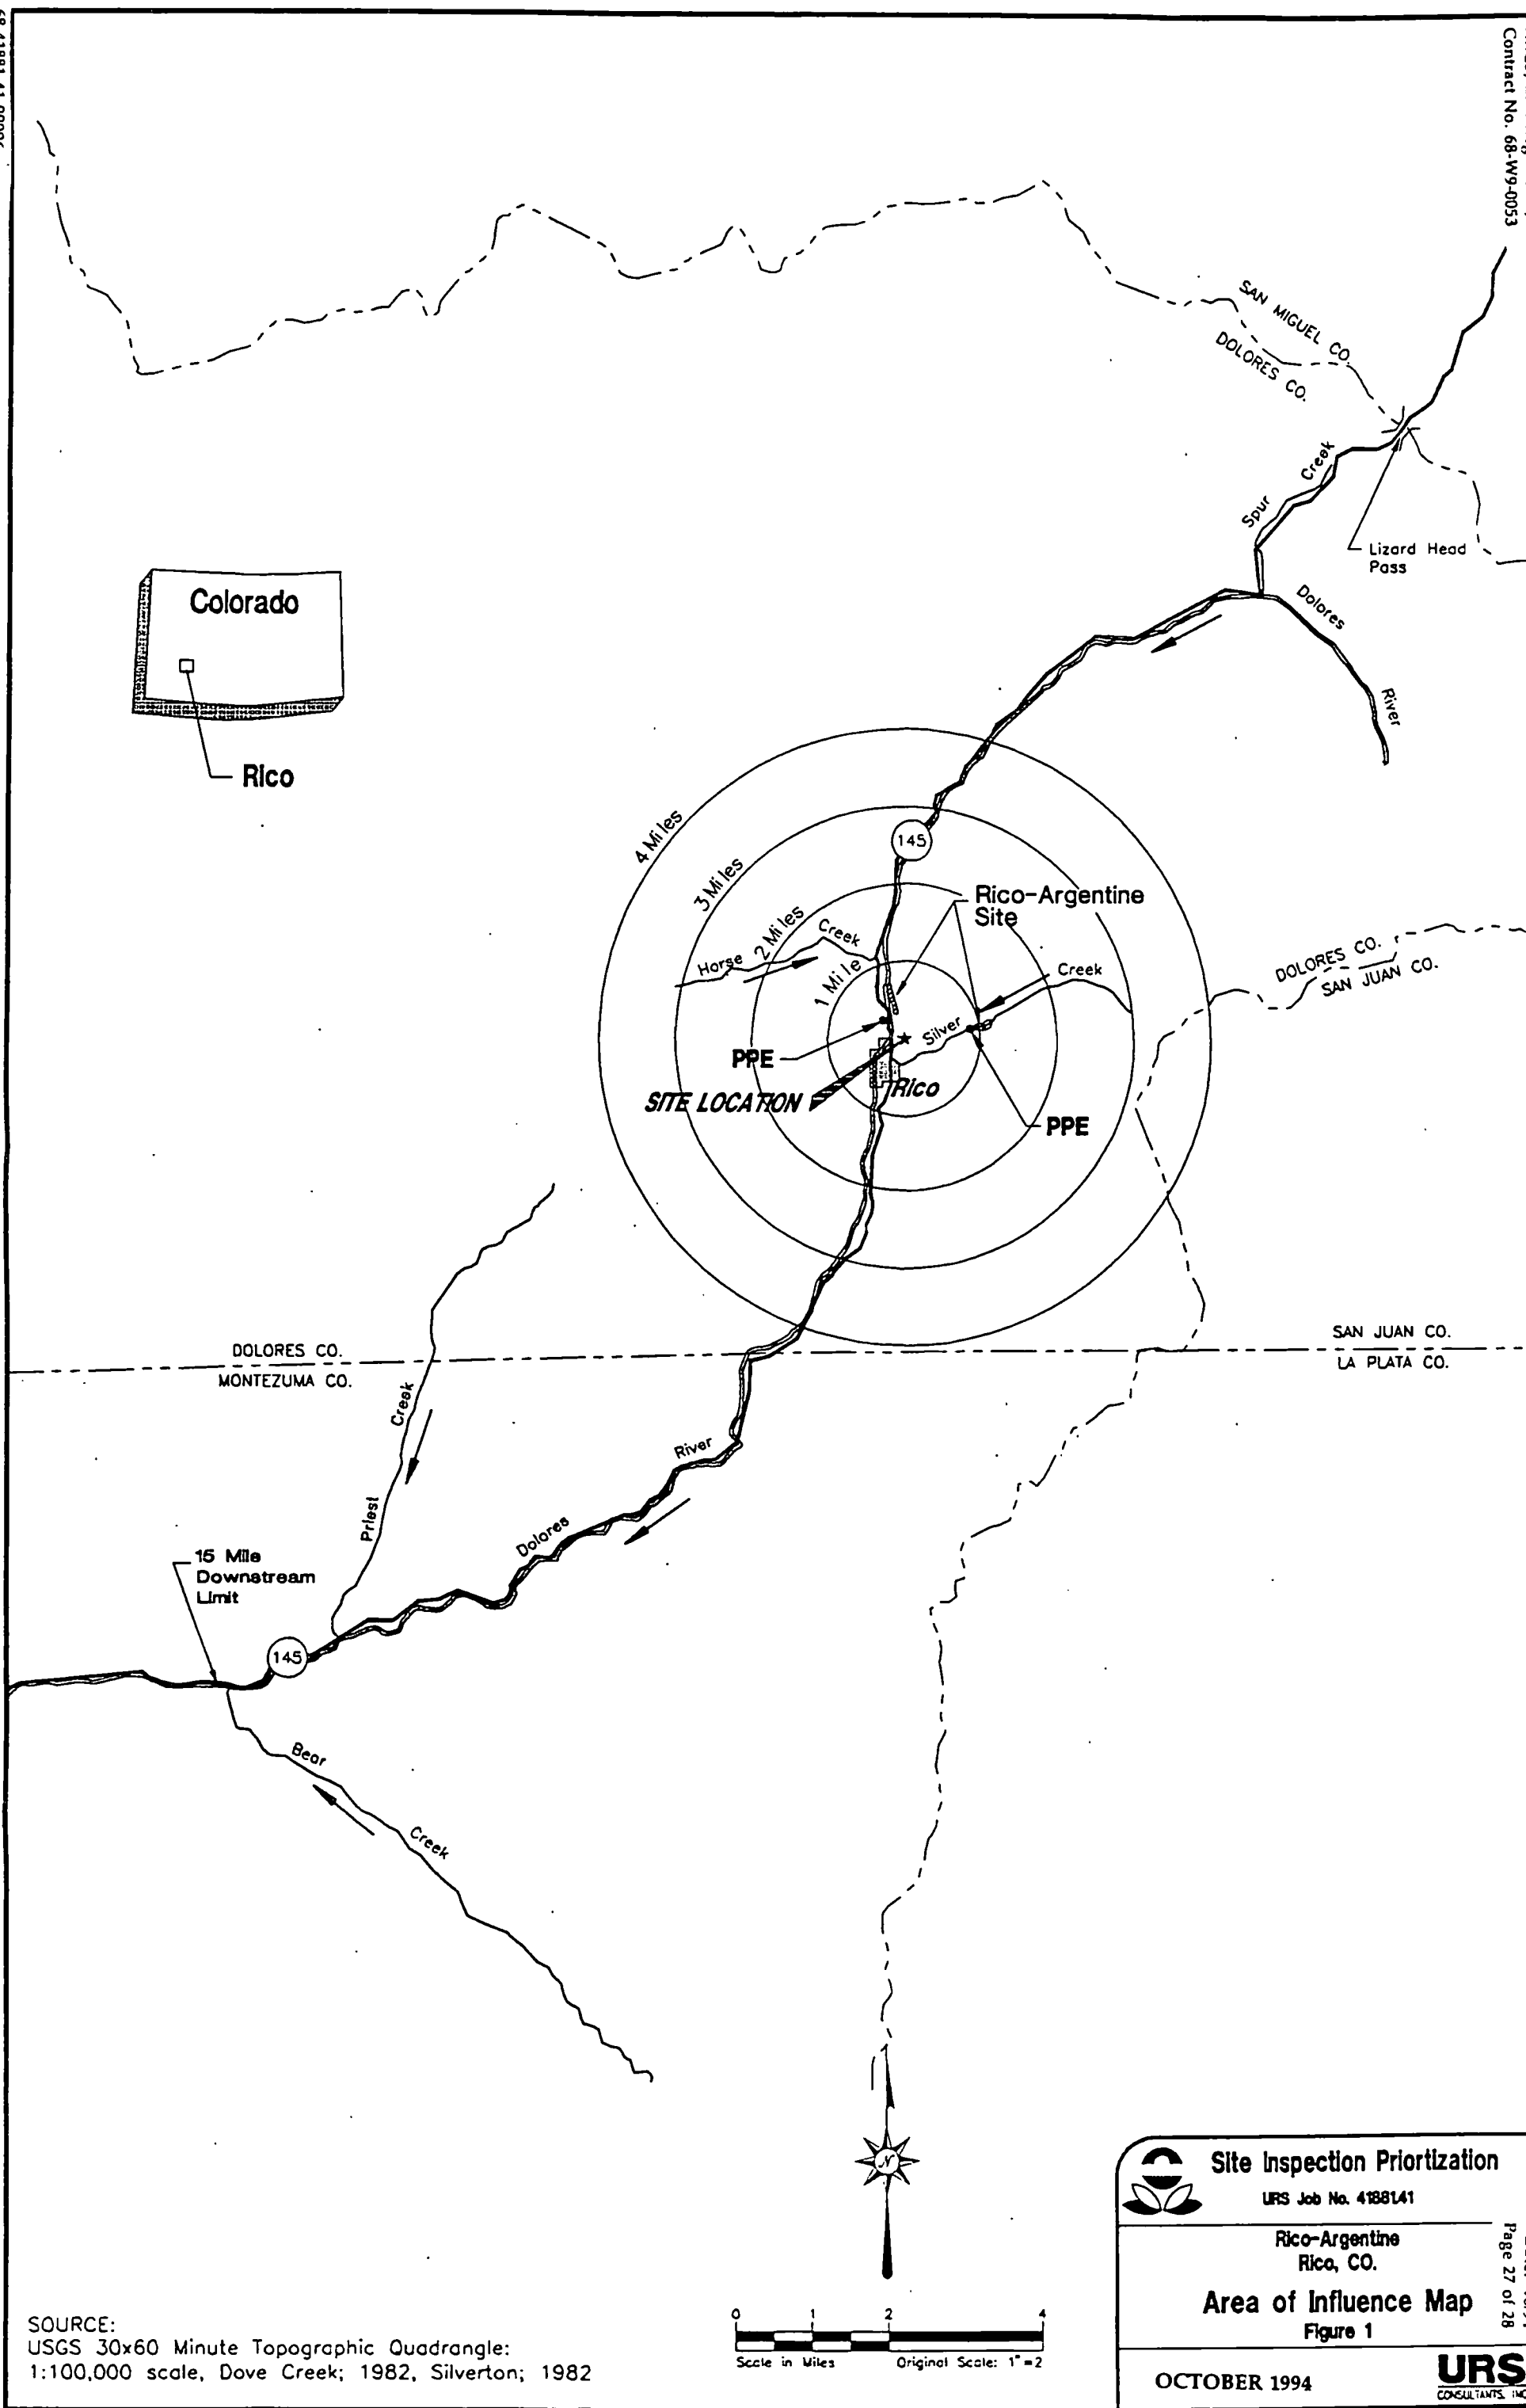 Contract No. 68-W9-0053
SAN MIGUEL CO.
DOLORES CO.
Spur Creek
Lizard Head
Pass
Dolores
River
Colorado
Rico
4 Miles
3 Miles
2 Miles
1 Mile
145
Rico-Argentine
Site
Horse Creek
Silver Creek
PPE
SITE LOCATION
Rico
PPE
DOLORES CO.
SAN JUAN CO.
DOLORES CO.
MONTEZUMA CO.
SAN JUAN CO.
LA PLATA CO.
Priest Creek
Dolores River
15 Mile
Downstream
Limit
145
Bear Creek
N
Site Inspection Priortization
URS Job No. 41881.41
Rico-Argentine
Rico, CO.
Area of Influence Map
Figure 1
Page 27 of 28
OCTOBER 1994
URS
CONSULTANTS, INC
0 1 2 4
Scale in Miles Original Scale: 1"=2
SOURCE:
USGS 30x60 Minute Topographic Quadrangle:
1:100,000 scale, Dove Creek; 1982, Silverton; 1982